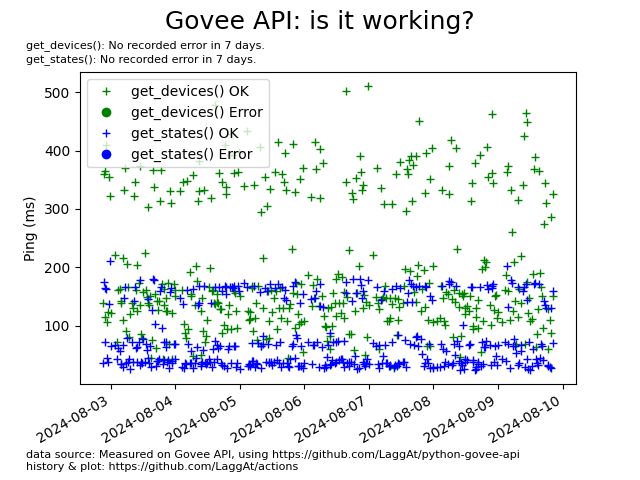 Govee API: is it working?
get_devices(): No recorded error in 7 days.
get_states(): No recorded error in 7 days.
get_devices() OK
get_devices() Error
get_states() OK
get_states() Error
Ping (ms)
500
400
300
200
100
2024-08-03
2024-08-04
2024-08-05
2024-08-06
2024-08-07
2024-08-08
2024-08-09
2024-08-10
data source: Measured on Govee API, using https://github.com/LaggAt/python-govee-api
history & plot: https://github.com/LaggAt/actions